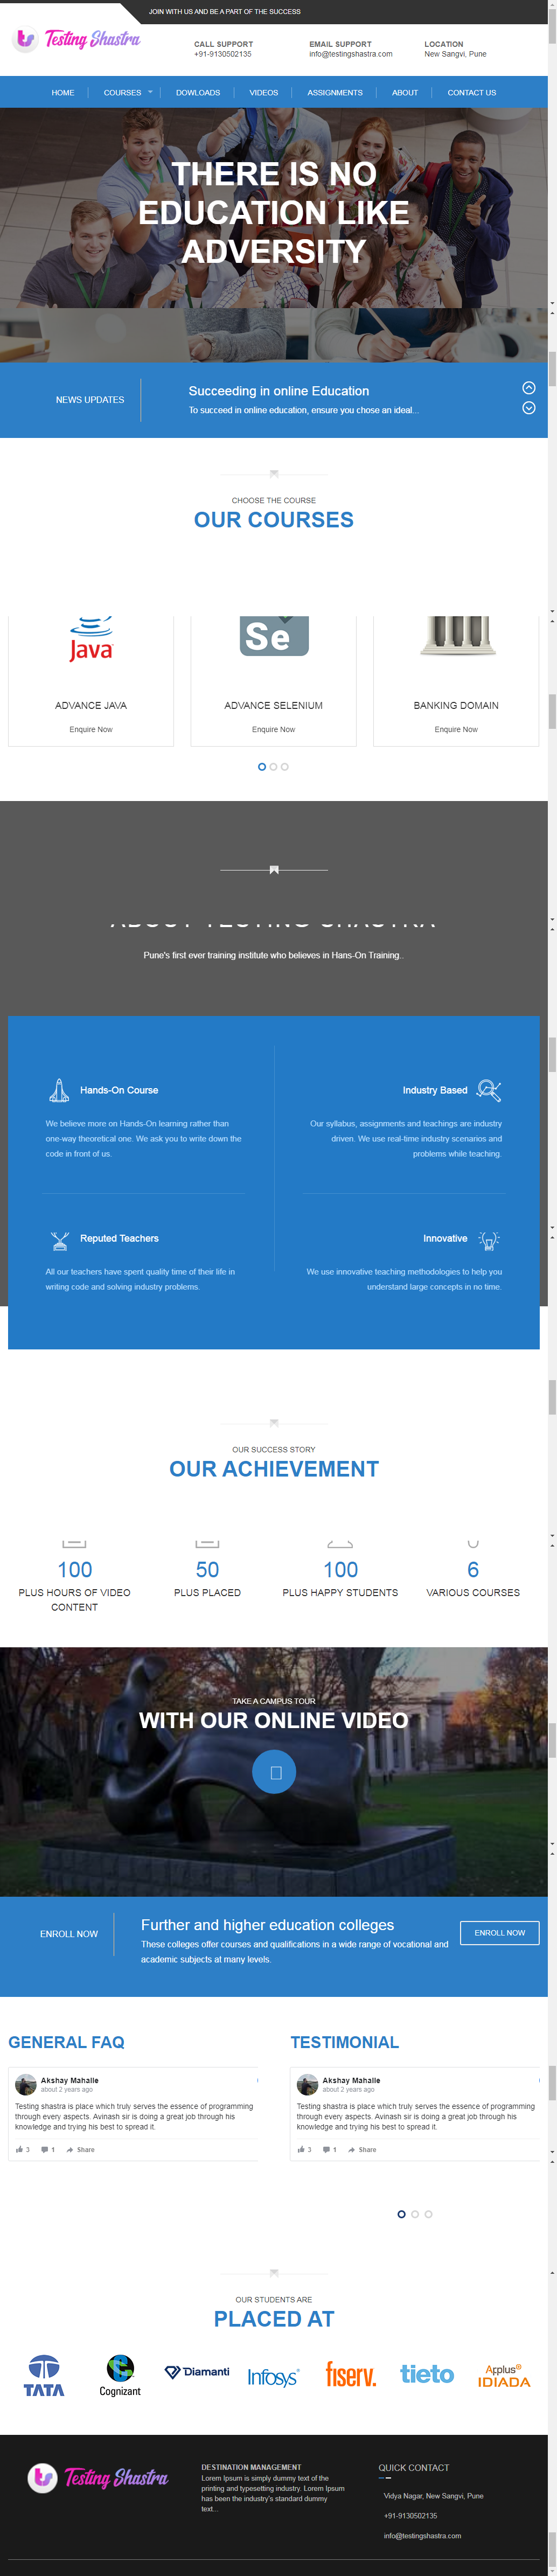 JOIN WITH US AND BE A PART OF THE SUCCESS
Testing Shastra
CALL SUPPORT
+91-9130502135
EMAIL SUPPORT
info@testingshastra.com
LOCATION
New Sangvi, Pune
HOME
COURSES
DOWLOADS
VIDEOS
ASSIGNMENTS
ABOUT
CONTACT US
THERE IS NO
EDUCATION LIKE
ADVERSITY
NEWS UPDATES
Succeeding in online Education
To succeed in online education, ensure you chose an ideal...
CHOOSE THE COURSE
OUR COURSES
Java
Se
ADVANCE JAVA
Enquire Now
ADVANCE SELENIUM
Enquire Now
BANKING DOMAIN
Enquire Now
ABOUT TESTING SHASTRA
Pune's first ever training institute who believes in Hans-On Training..
Hands-On Course
We believe more on Hands-On learning rather than
one-way theoretical one. We ask you to write down the
code in front of us.
Industry Based
Our syllabus, assignments and teachings are industry
driven. We use real-time industry scenarios and
problems while teaching.
Reputed Teachers
All our teachers have spent quality time of their life in
writing code and solving industry problems.
Innovative
We use innovative teaching methodologies to help you
understand large concepts in no time.
OUR SUCCESS STORY
OUR ACHIEVEMENT
100
PLUS HOURS OF VIDEO
CONTENT
50
PLUS PLACED
100
PLUS HAPPY STUDENTS
6
VARIOUS COURSES
TAKE A CAMPUS TOUR
WITH OUR ONLINE VIDEO
ENROLL NOW
Further and higher education colleges
These colleges offer courses and qualifications in a wide range of vocational and
academic subjects at many levels.
ENROLL NOW
GENERAL FAQ
Akshay Mahalle
about 2 years ago
Testing shastra is place which truly serves the essence of programming
through every aspects. Avinash sir is doing a great job through his
knowledge and trying his best to spread it.
3 1 Share
TESTIMONIAL
Akshay Mahalle
about 2 years ago
Testing shastra is place which truly serves the essence of programming
through every aspects. Avinash sir is doing a great job through his
knowledge and trying his best to spread it.
3 1 Share
OUR STUDENTS ARE
PLACED AT
TATA
Cognizant
Diamanti
Infosys®
fiserv.
tieto
Applus
IDIADA
Testing Shastra
DESTINATION MANAGEMENT
Lorem Ipsum is simply dummy text of the
printing and typesetting industry. Lorem Ipsum
has been the industry's standard dummy
text...
QUICK CONTACT
Vidya Nagar, New Sangvi, Pune
+91-9130502135
info@testingshastra.com